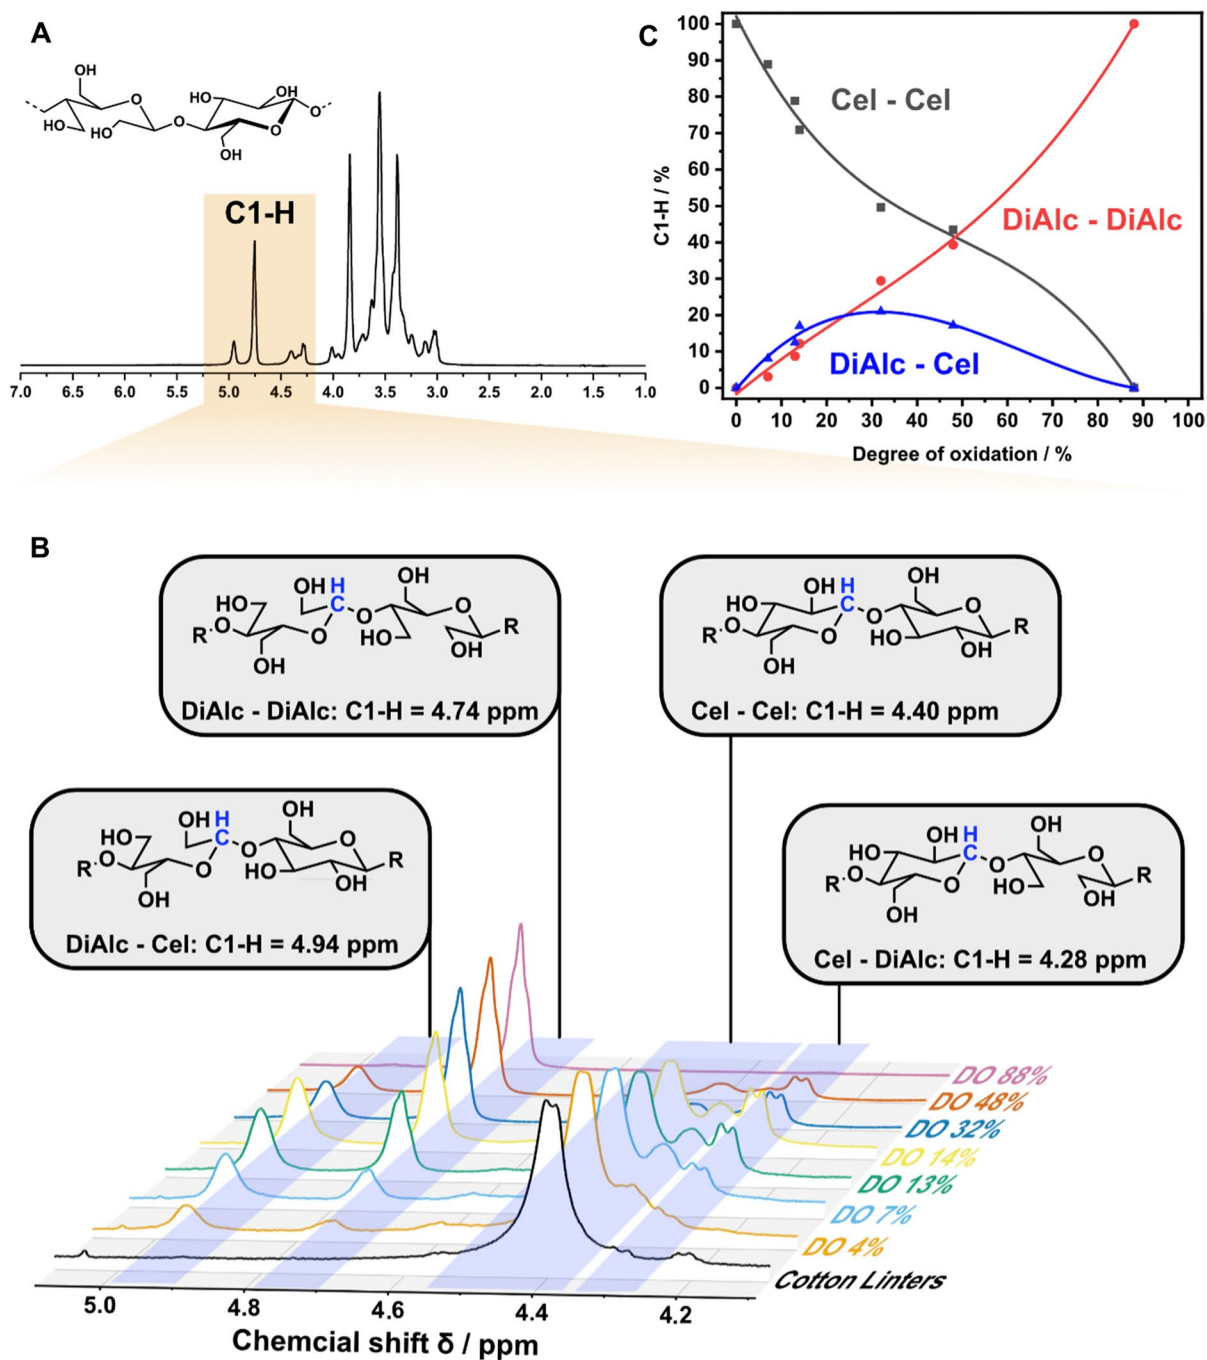 A
OH
O
HO
HO
O
HO
OH
O
O
OH
C1-H
7.0 6.5 6.0 5.5 5.0 4.5 4.0 3.5 3.0 2.5 2.0 1.5 1.0
C
C1-H / %
100
90
80
70
60
50
40
30
20
10
0
Cel - Cel
DiAlc - DiAlc
DiAlc - Cel
0 10 20 30 40 50 60 70 80 90 100
Degree of oxidation / %
B
OH H
OH
HO
C
O
O
R O
O
HO
R
OH
OH
DiAlc - DiAlc: C1-H = 4.74 ppm
OH H
OH
HO
C
O
O
R O
O
HO
R
OH
OH
Cel - Cel: C1-H = 4.40 ppm
OH H
OH
HO
C
O
O
R O
O
HO
R
OH
OH
DiAlc - Cel: C1-H = 4.94 ppm
OH H
OH
HO
C
O
O
R O
O
HO
R
OH
OH
Cel - DiAlc: C1-H = 4.28 ppm
DO 88%
DO 48%
DO 32%
DO 14%
DO 13%
DO 7%
DO 4%
Cotton Linters
5.0 4.8 4.6 4.4 4.2
Chemcial shift δ / ppm